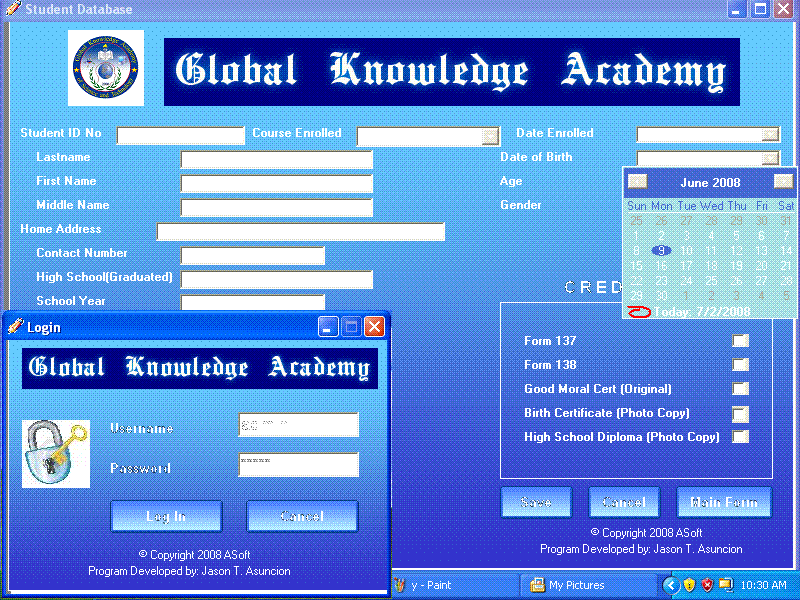 Student Database
Global Knowledge Academy
Student ID No
Course Enrolled
Date Enrolled
Lastname
Date of Birth
First Name
Age
Middle Name
Gender
Home Address
Contact Number
High School(Graduated)
School Year
June 2008
Sun Mon Tue Wed Thu Fri Sat
25 26 27 28 29 30 31
1 2 3 4 5 6 7
8 9 10 11 12 13 14
15 16 17 18 19 20 21
22 23 24 25 26 27 28
29 30 1 2 3 4 5
Today: 7/2/2008
CRED
Form 137
Form 138
Good Moral Cert (Original)
Birth Certificate (Photo Copy)
High School Diploma (Photo Copy)
Save
Cancel
Main Form
© Copyright 2008 ASoft
Program Developed by: Jason T. Asuncion
Login
Global Knowledge Academy
Username
Password
Log In
Cancel
© Copyright 2008 ASoft
Program Developed by: Jason T. Asuncion
y - Paint
My Pictures
10:30 AM